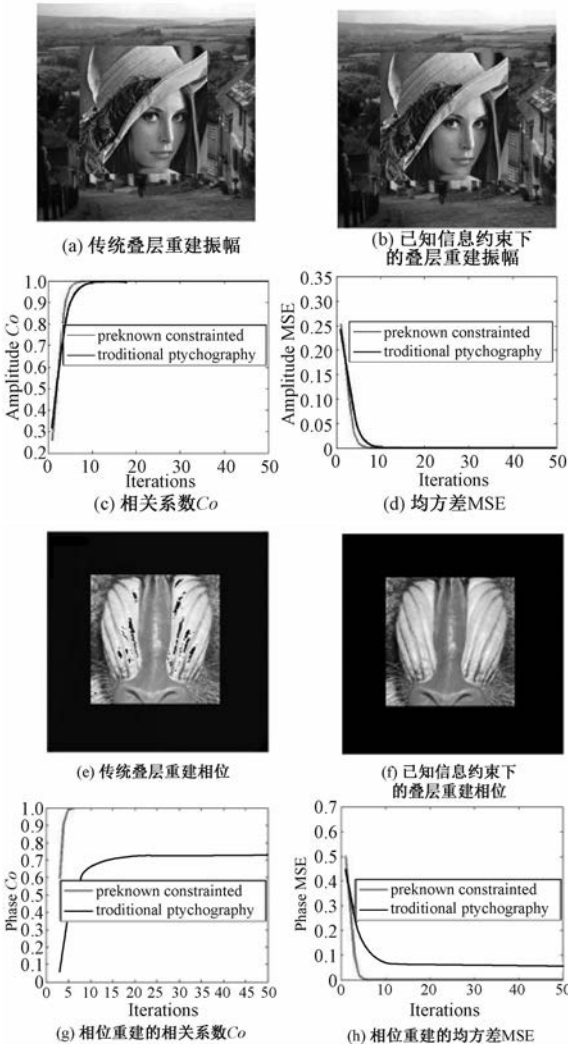 (a) 传统叠层重建振幅
(b) 已知信息约束下
的叠层重建振幅
1.0
0.9
0.8
0.7
0.6
0.5
0.4
0.3
0.2
Amplitude Co
preknown constrainted
troditional ptychography
0 10 20 30 40 50
Iterations
(c) 相关系数Co
0.35
0.30
0.25
0.20
0.15
0.10
0.05
0
Amplitude MSE
preknown constrainted
troditional ptychography
0 10 20 30 40 50
Iterations
(d) 均方差MSE
(e) 传统叠层重建相位
(f) 已知信息约束下
的叠层重建相位
1.0
0.9
0.8
0.7
0.6
0.5
0.4
0.3
0.2
0.1
0
Phase Co
preknown constrainted
troditional ptychography
0 5 10 15 20 25 30 35 40 45 50
Iterations
(g) 相位重建的相关系数Co
0.7
0.6
0.5
0.4
0.3
0.2
0.1
0
Phase MSE
preknown constrainted
troditional ptychography
0 10 20 30 40 50
Iterations
(h) 相位重建的均方差MSE